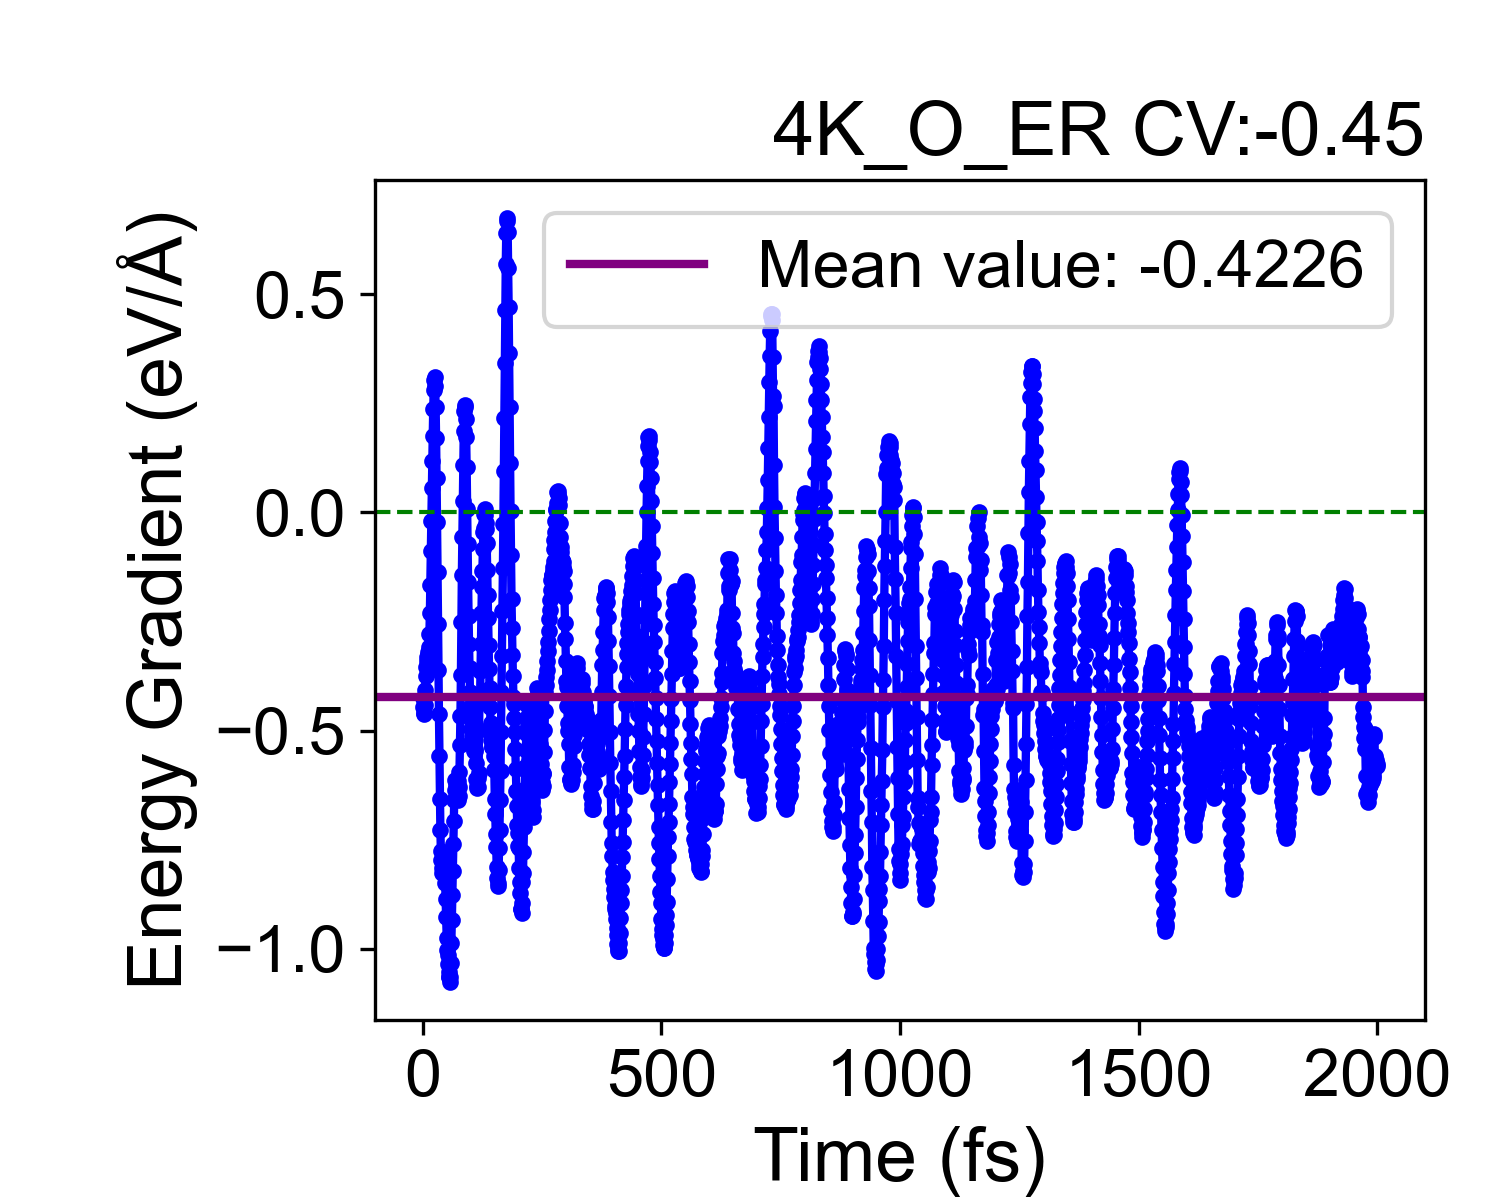 4K_O_ER CV:-0.45
Mean value: -0.4226
Energy Gradient (eV/Å)
0.5
0.0
−0.5
−1.0
0 500 1000 1500 2000
Time (fs)